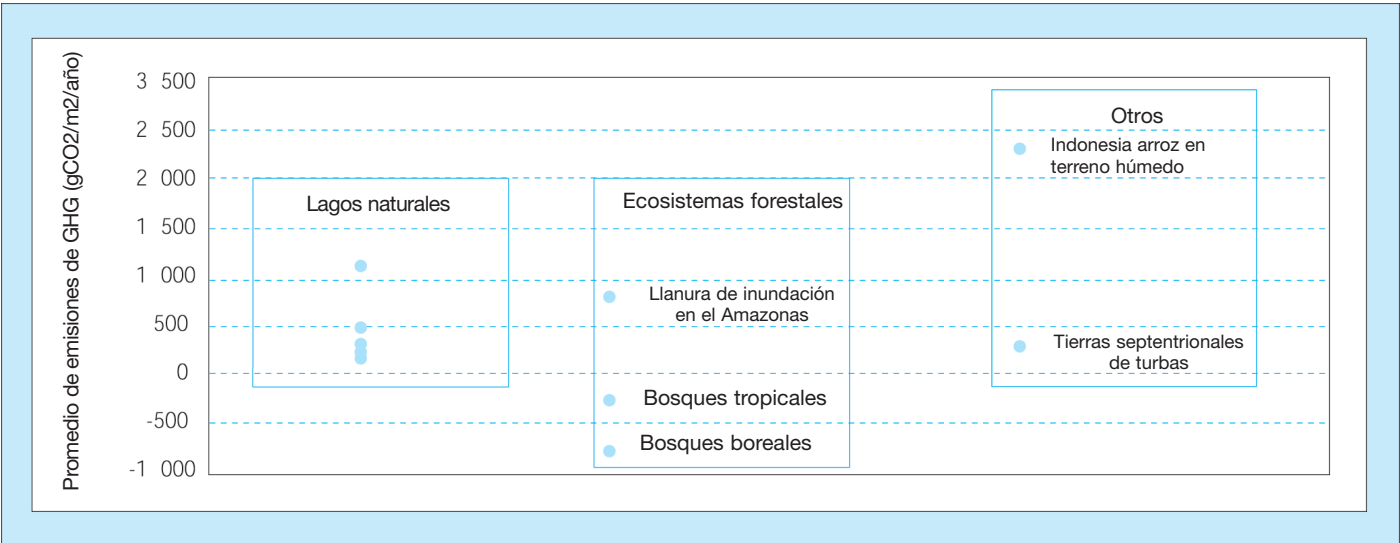 Promedio de emisiones de GHG (gCO2/m2/año)
3 500
2 500
2 000
1 500
1 000
500
0
-500
-1 000
Lagos naturales
Ecosistemas forestales
Llanura de inundación
en el Amazonas
Bosques tropicales
Bosques boreales
Otros
Indonesia arroz en
terreno húmedo
Tierras septentrionales
de turbas